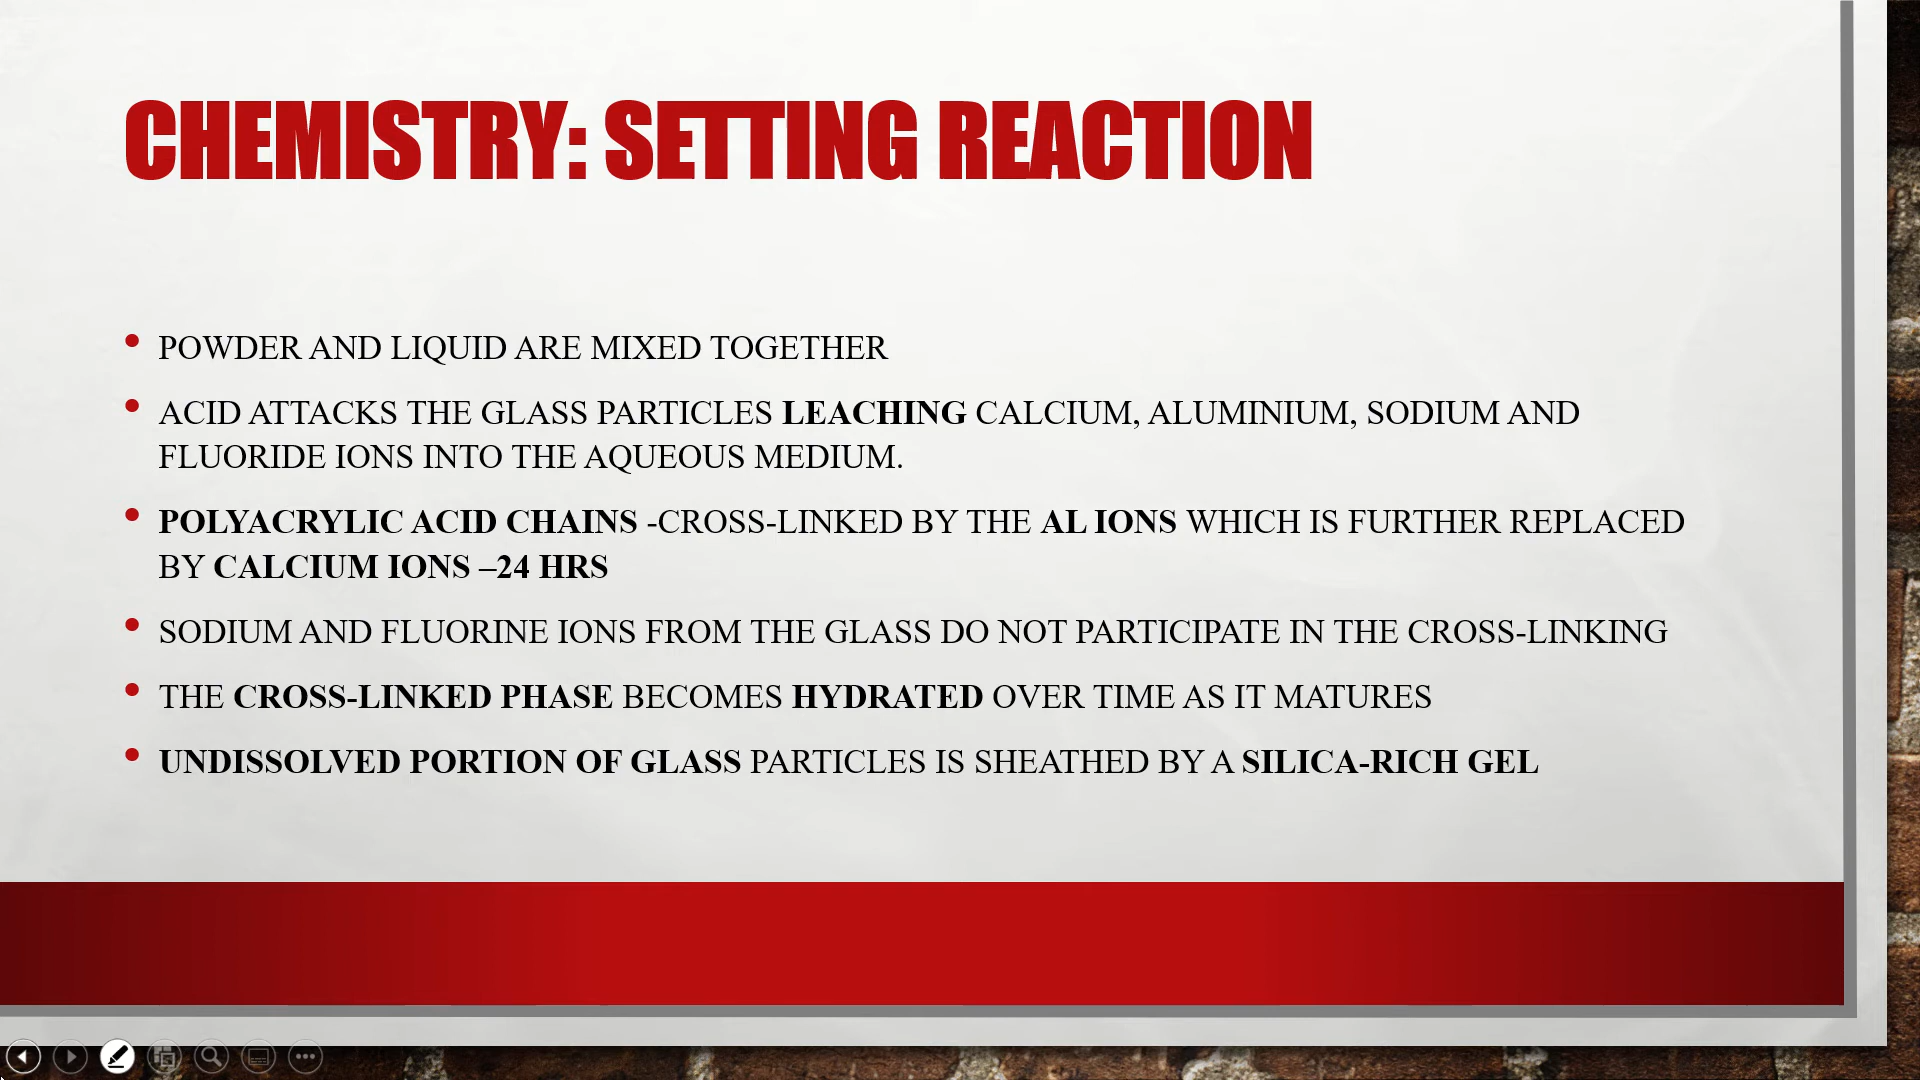 CHEMISTRY: SETTING REACTION
• POWDER AND LIQUID ARE MIXED TOGETHER
• ACID ATTACKS THE GLASS PARTICLES LEACHING CALCIUM, ALUMINIUM, SODIUM AND
FLUORIDE IONS INTO THE AQUEOUS MEDIUM.
• POLYACRYLIC ACID CHAINS -CROSS-LINKED BY THE AL IONS WHICH IS FURTHER REPLACED
BY CALCIUM IONS –24 HRS
• SODIUM AND FLUORINE IONS FROM THE GLASS DO NOT PARTICIPATE IN THE CROSS-LINKING
• THE CROSS-LINKED PHASE BECOMES HYDRATED OVER TIME AS IT MATURES
• UNDISSOLVED PORTION OF GLASS PARTICLES IS SHEATHED BY A SILICA-RICH GEL